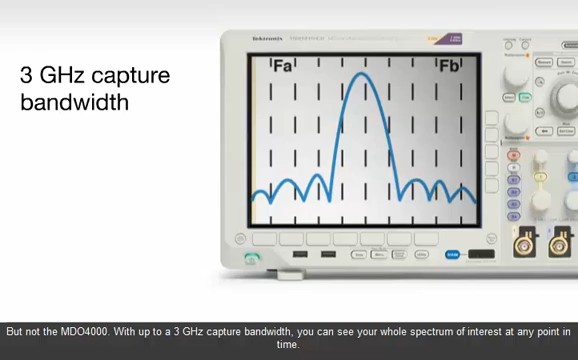 3 GHz capture
bandwidth
Tektronix
Fa
Fb
But not the MDO4000. With up to a 3 GHz capture bandwidth, you can see your whole spectrum of interest at any point in
time.